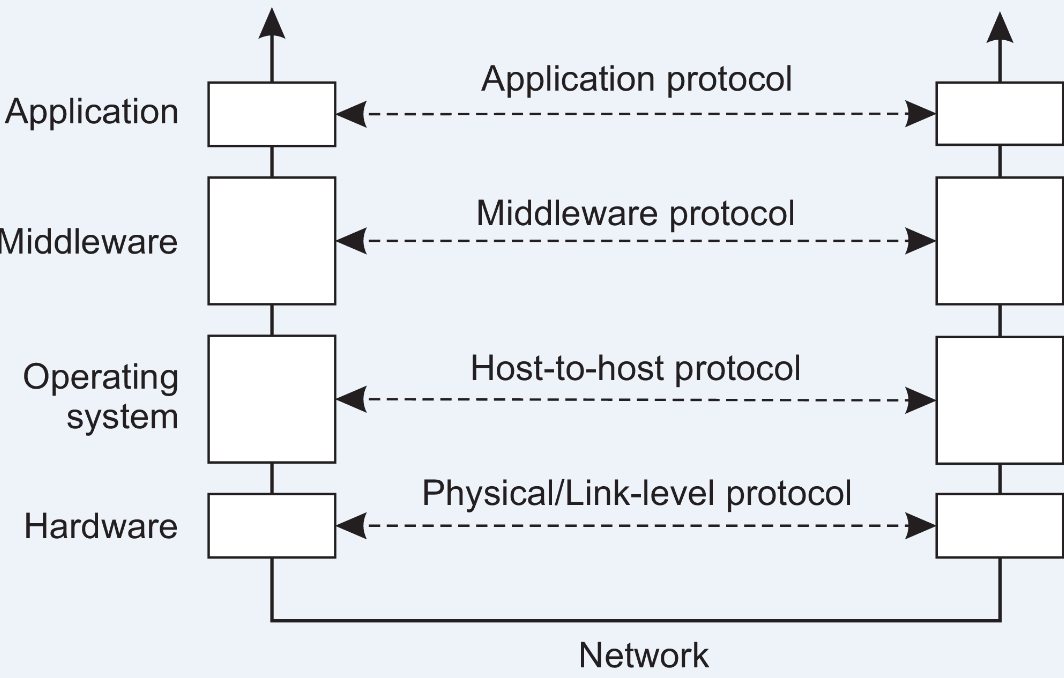 Application protocol
Application
Middleware protocol
Middleware
Host-to-host protocol
Operating
system
Physical/Link-level protocol
Hardware
Network